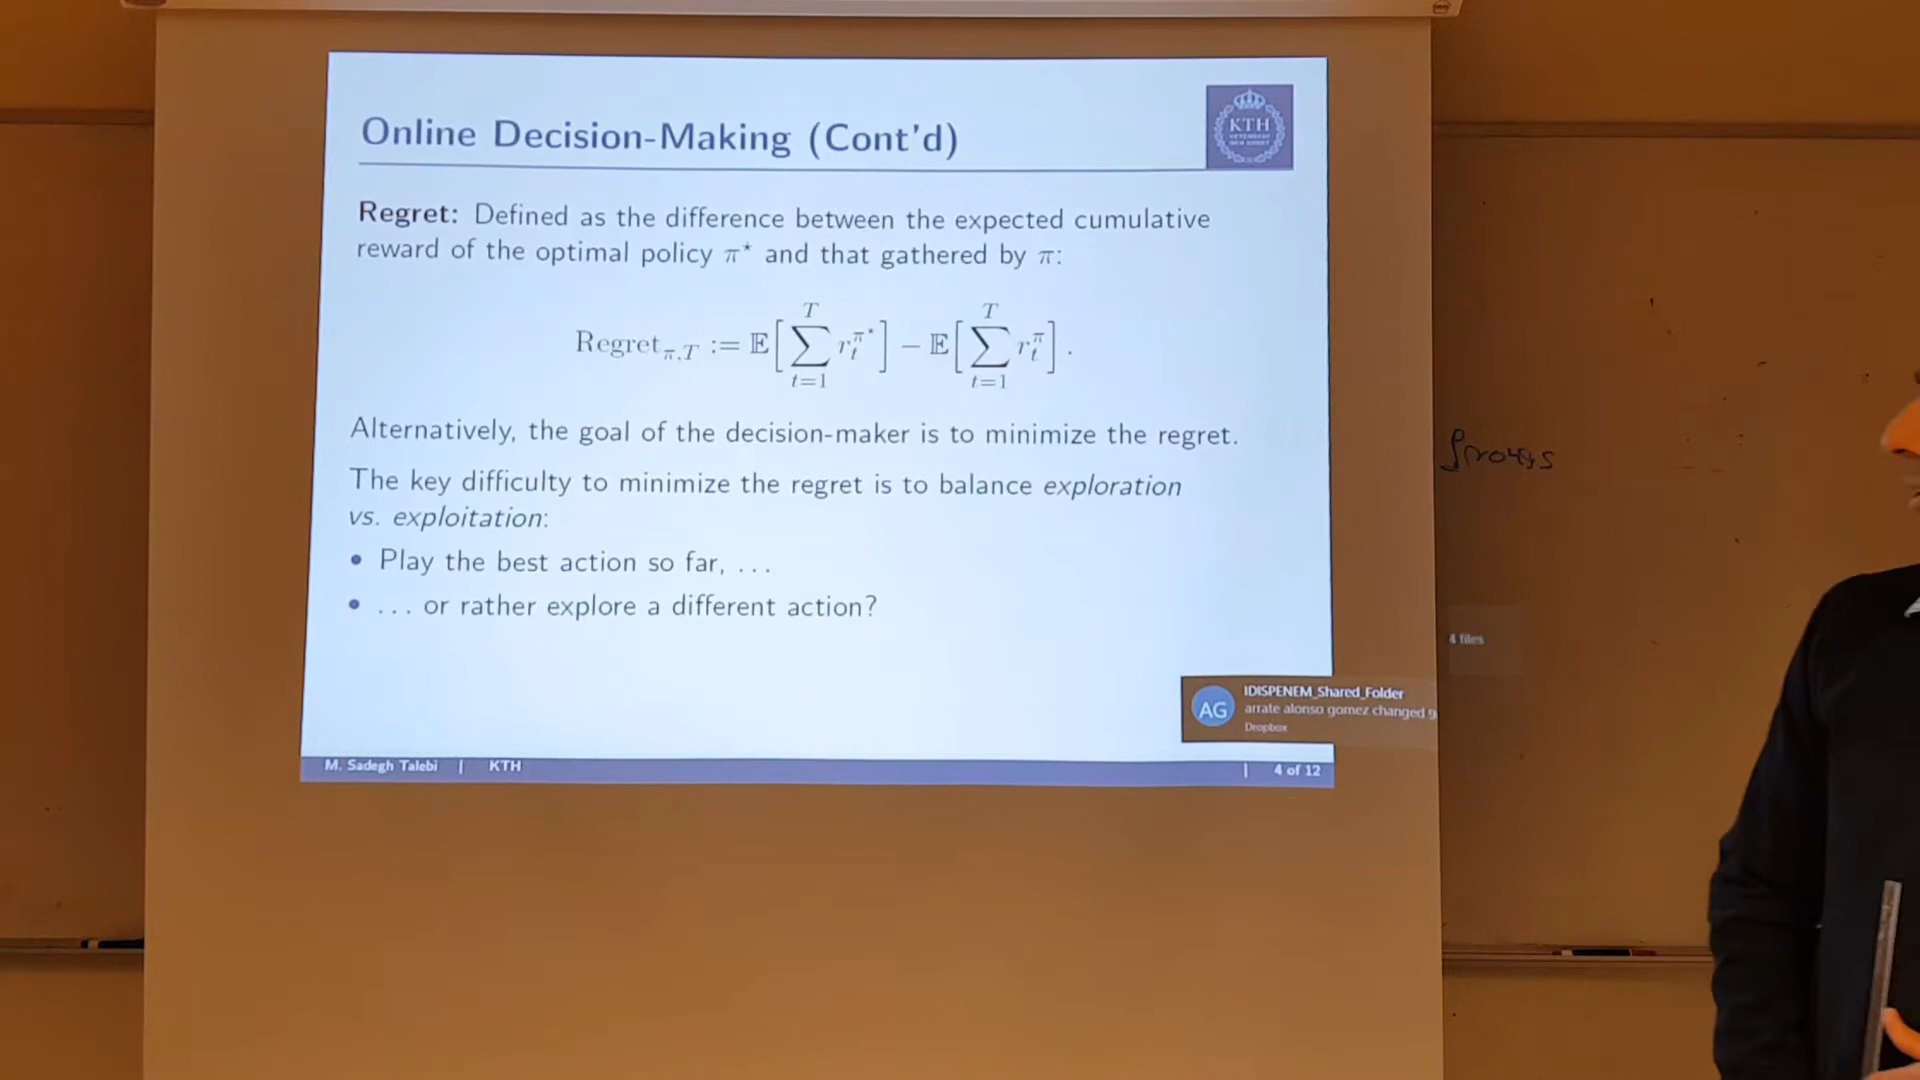 Online Decision-Making (Cont'd)
KTH
Regret: Defined as the difference between the expected cumulative
reward of the optimal policy π* and that gathered by π:
Regret_{π,T} := 𝔼[∑_{t=1}^{T} r_t^{π*}] − 𝔼[∑_{t=1}^{T} r_t^{π}].
Alternatively, the goal of the decision-maker is to minimize the regret.
The key difficulty to minimize the regret is to balance exploration
vs. exploitation:
• Play the best action so far, ...
• ... or rather explore a different action?
4 files
AG
IDISPENEM_Shared_Folder
arrate alonso gomez changed
Dropbox
M. Sadegh Talebi | KTH | 4 of 12